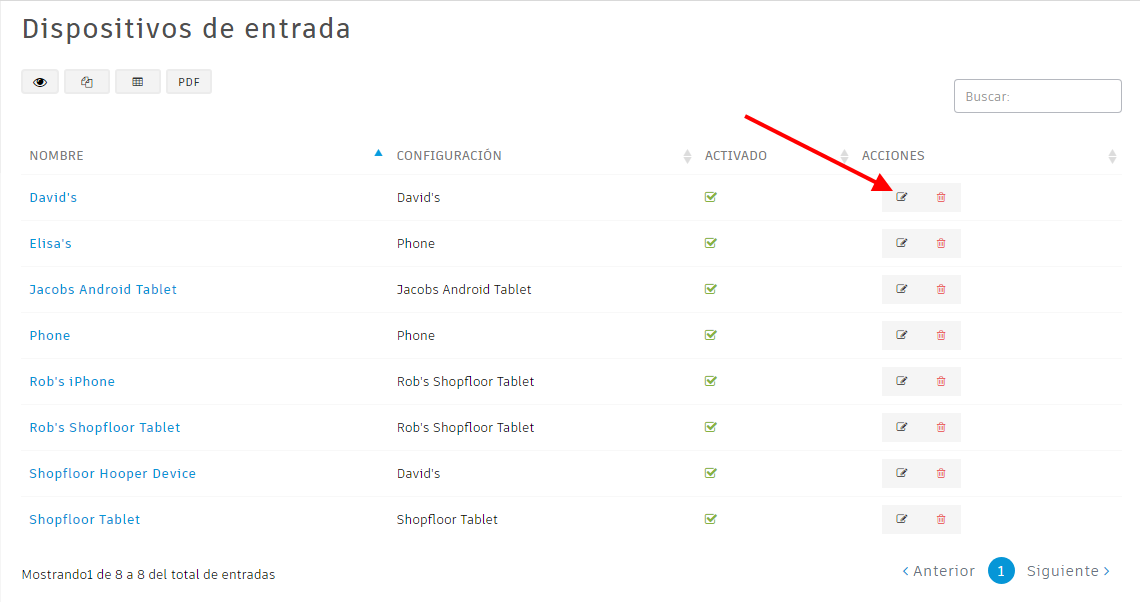 Dispositivos de entrada
PDF
Buscar:
NOMBRE CONFIGURACIÓN ACTIVADO ACCIONES
David's David's
Elisa's Phone
Jacobs Android Tablet Jacobs Android Tablet
Phone Phone
Rob's iPhone Rob's Shopfloor Tablet
Rob's Shopfloor Tablet Rob's Shopfloor Tablet
Shopfloor Hooper Device David's
Shopfloor Tablet Shopfloor Tablet
Mostrando1 de 8 a 8 del total de entradas
Anterior 1 Siguiente